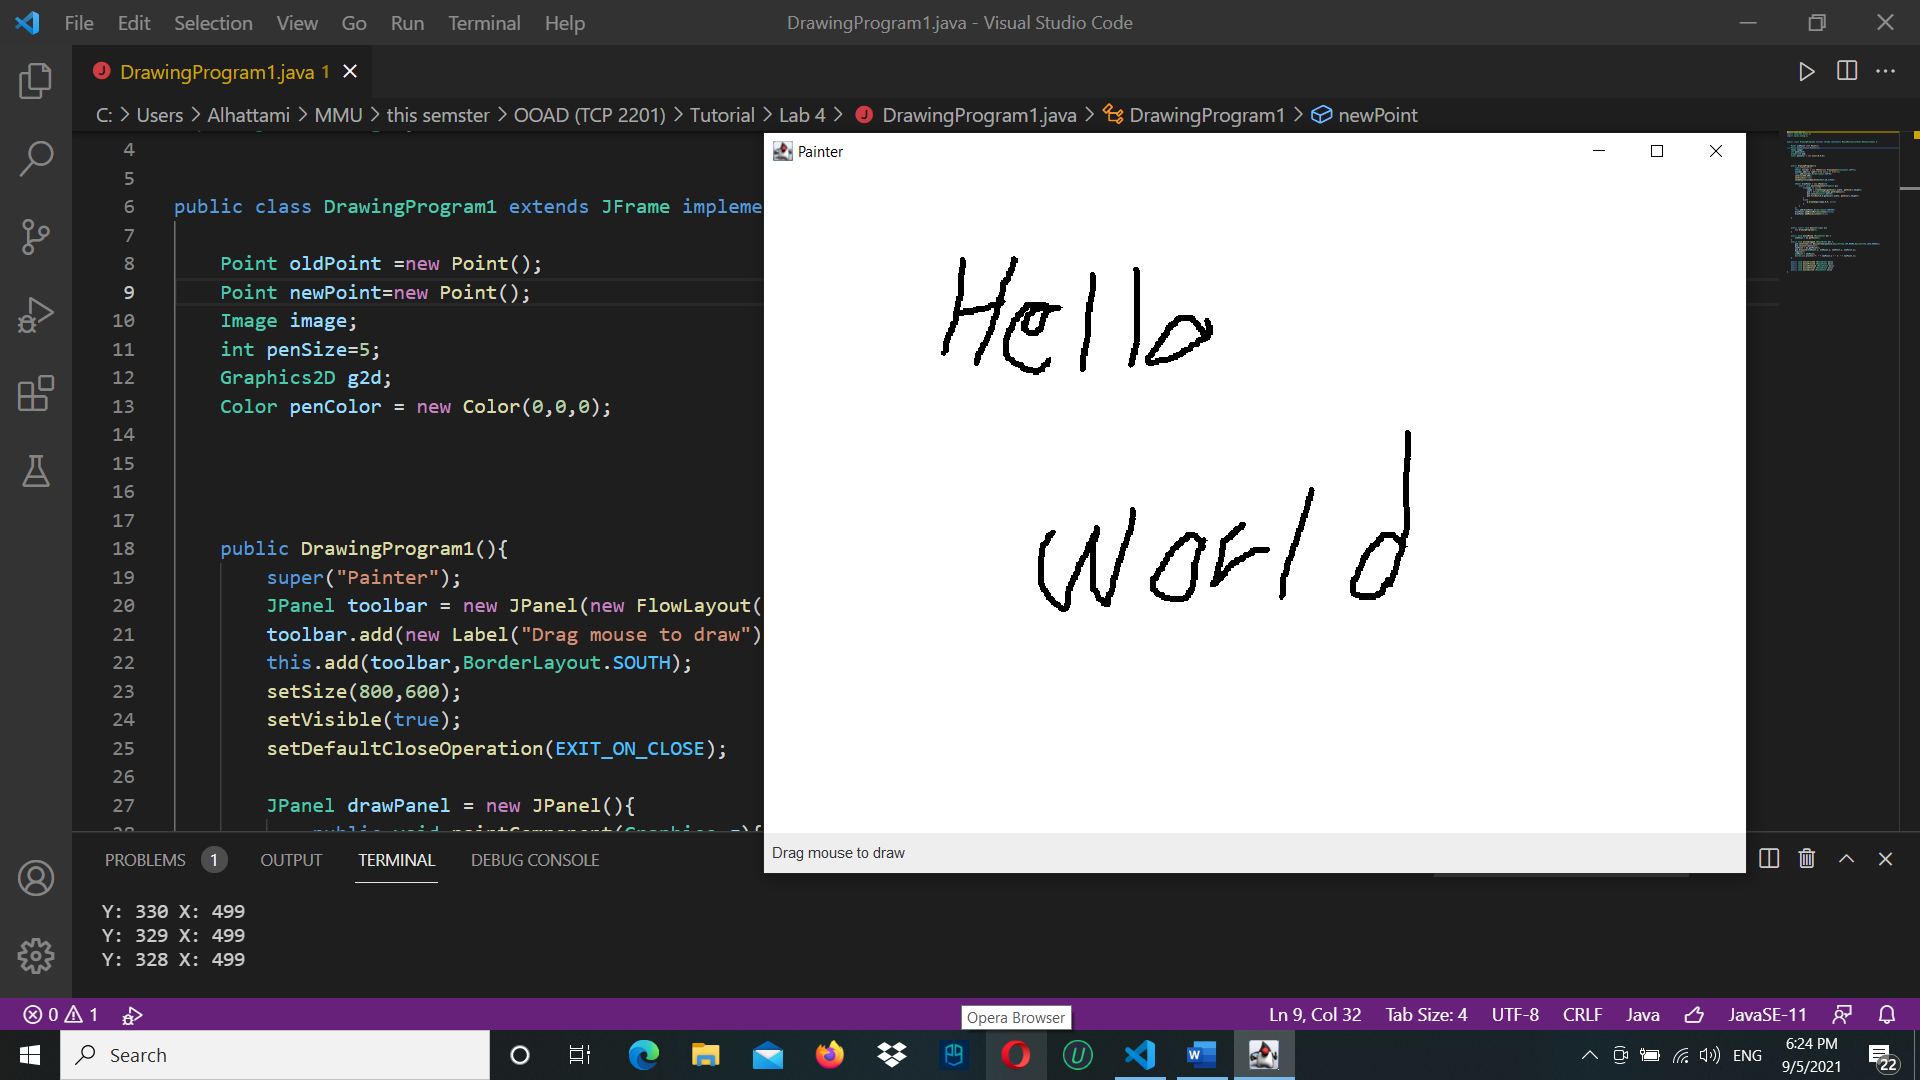 File Edit Selection View Go Run Terminal Help DrawingProgram1.java - Visual Studio Code
DrawingProgram1.java 1
C: > Users > Alhattami > MMU > this semster > OOAD (TCP 2201) > Tutorial > Lab 4 > DrawingProgram1.java > DrawingProgram1 > newPoint
4
5
6 public class DrawingProgram1 extends JFrame impleme
7
8 Point oldPoint =new Point();
9 Point newPoint=new Point();
10 Image image;
11 int penSize=5;
12 Graphics2D g2d;
13 Color penColor = new Color(0,0,0);
14
15
16
17
18 public DrawingProgram1(){
19 super("Painter");
20 JPanel toolbar = new JPanel(new FlowLayout(
21 toolbar.add(new Label("Drag mouse to draw")
22 this.add(toolbar,BorderLayout.SOUTH);
23 setSize(800,600);
24 setVisible(true);
25 setDefaultCloseOperation(EXIT_ON_CLOSE);
26
27 JPanel drawPanel = new JPanel(){
Painter
Hello
World
Drag mouse to draw
PROBLEMS 1 OUTPUT TERMINAL DEBUG CONSOLE
Y: 330 X: 499
Y: 329 X: 499
Y: 328 X: 499
0 1 Ln 9, Col 32 Tab Size: 4 UTF-8 CRLF Java JavaSE-11
Opera Browser
Search
ENG
6:24 PM
9/5/2021
22